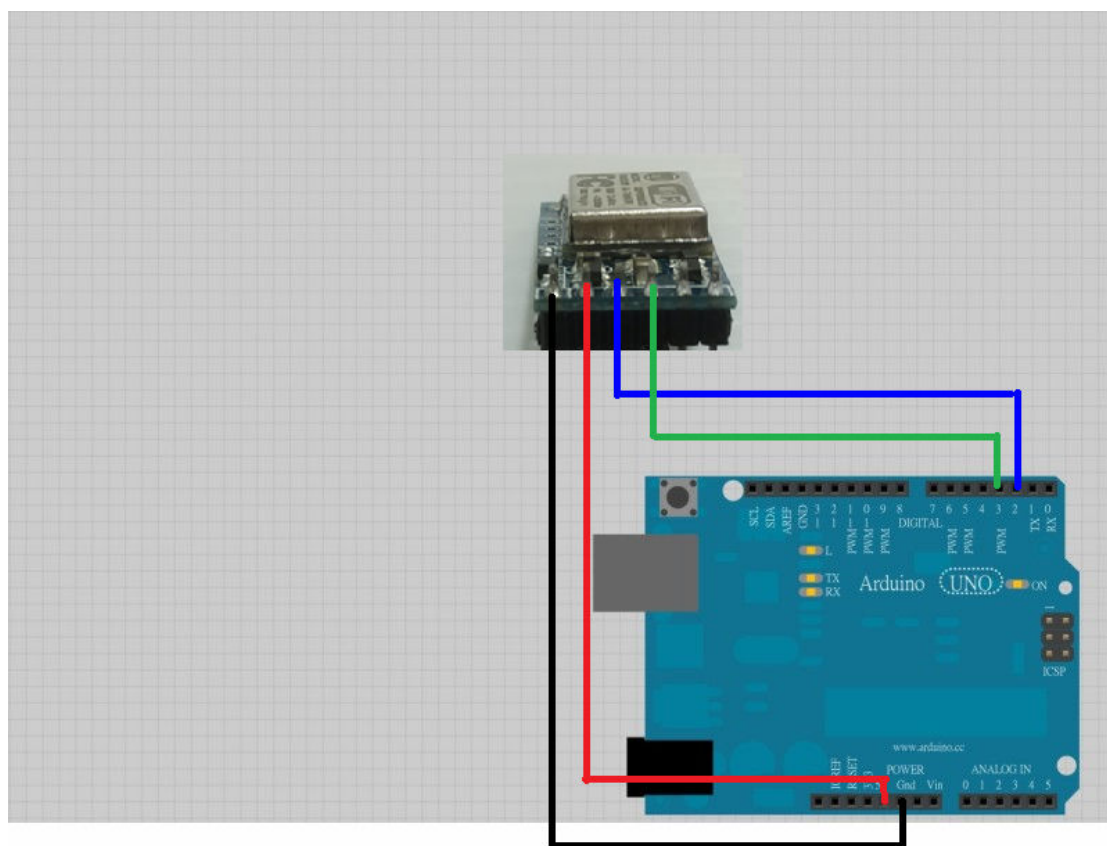 SCL
SDA
AREF
GND
13
12
PWM 11
PWM 10
PWM 9
8
DIGITAL
7
PWM 6
PWM 5
4
PWM 3
2
TX 1
RX 0
L
TX
RX
Arduino UNO
ON
ICSP
www.arduino.cc
POWER
ANALOG IN
IOREF
RESET
Gnd
Vin
0 1 2 3 4 5